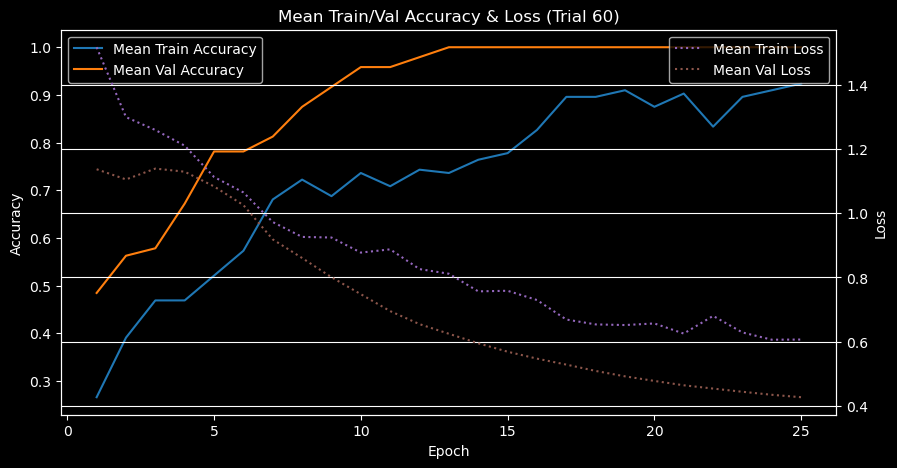 Mean Train/Val Accuracy & Loss (Trial 60)
Mean Train Accuracy
Mean Val Accuracy
Mean Train Loss
Mean Val Loss
1.0
0.9
0.8
0.7
0.6
0.5
0.4
0.3
Accuracy
1.4
1.2
1.0
0.8
0.6
0.4
Loss
0
5
10
15
20
25
Epoch